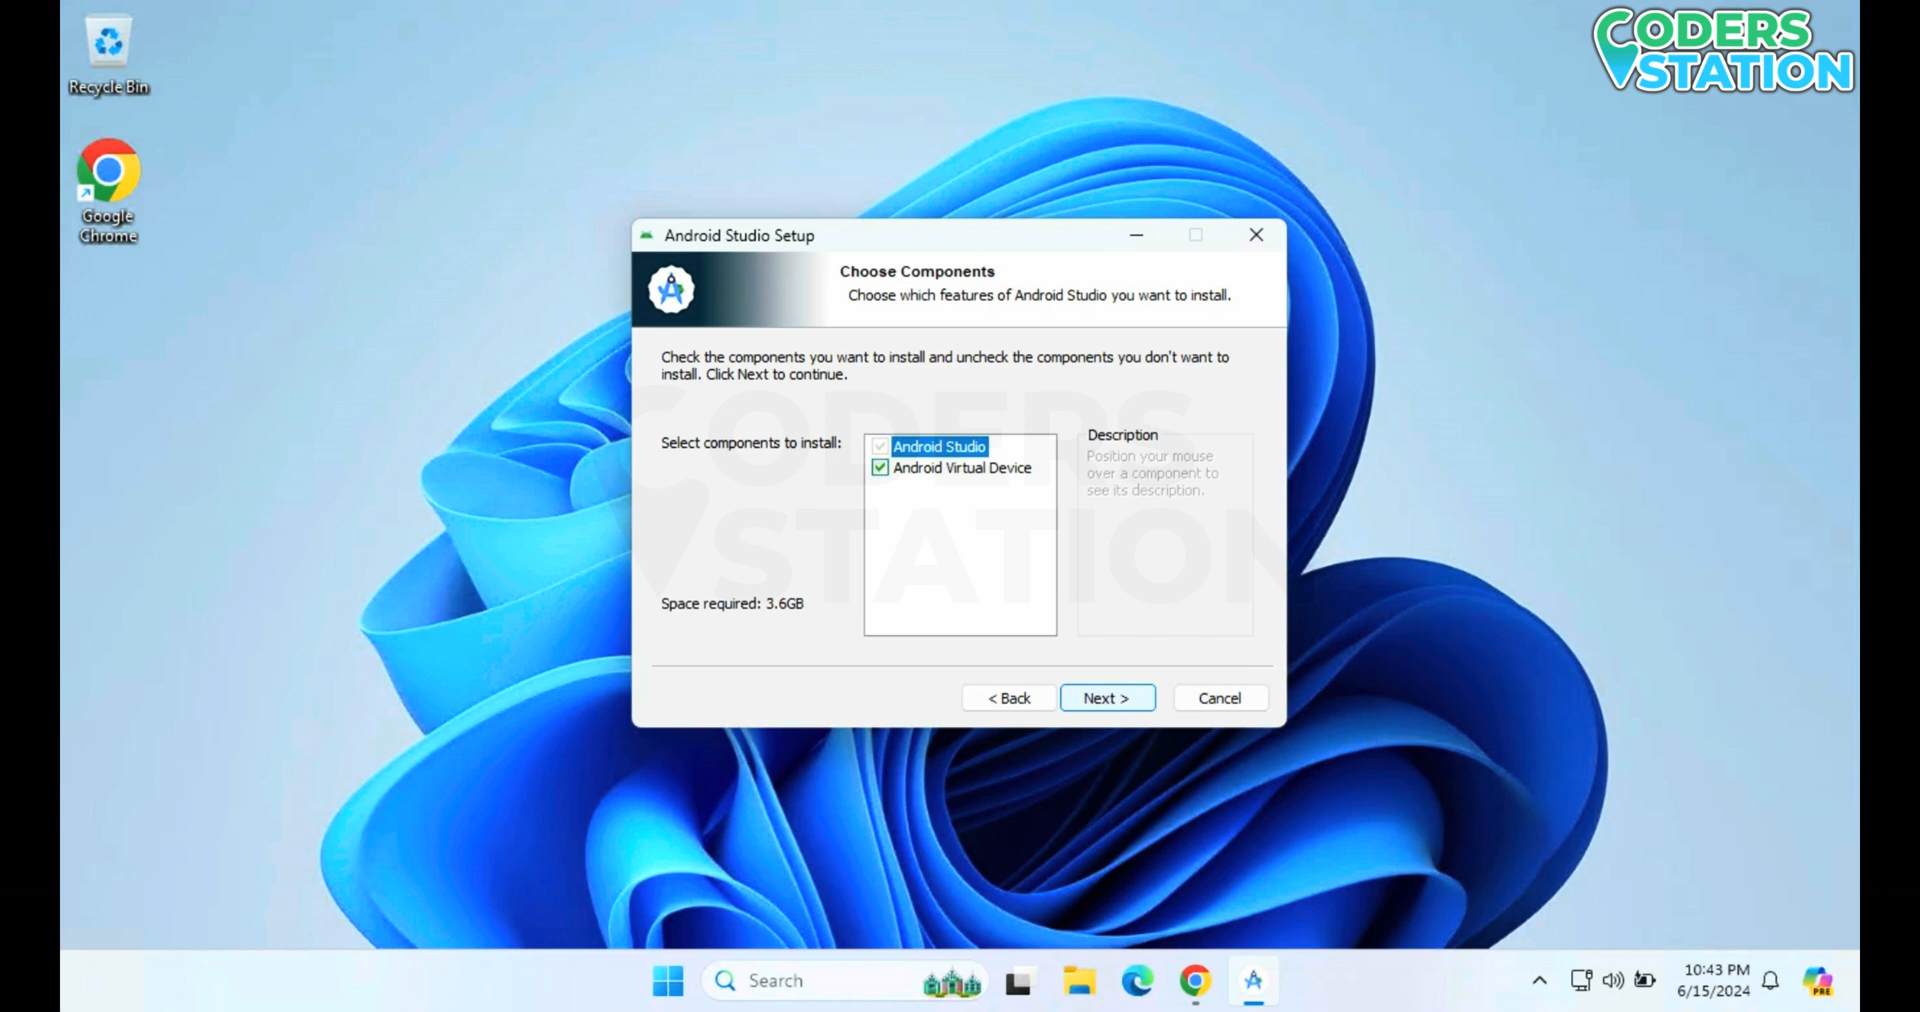 CODERS
STATION
Recycle Bin
Google
Chrome
Android Studio Setup
Choose Components
Choose which features of Android Studio you want to install.
Check the components you want to install and uncheck the components you don't want to
install. Click Next to continue.
CODERS
STATION
Select components to install:
Android Studio
Android Virtual Device
Description
Position your mouse
over a component to
see its description.
Space required: 3.6GB
< Back
Next >
Cancel
Search
10:43 PM
6/15/2024
PRE